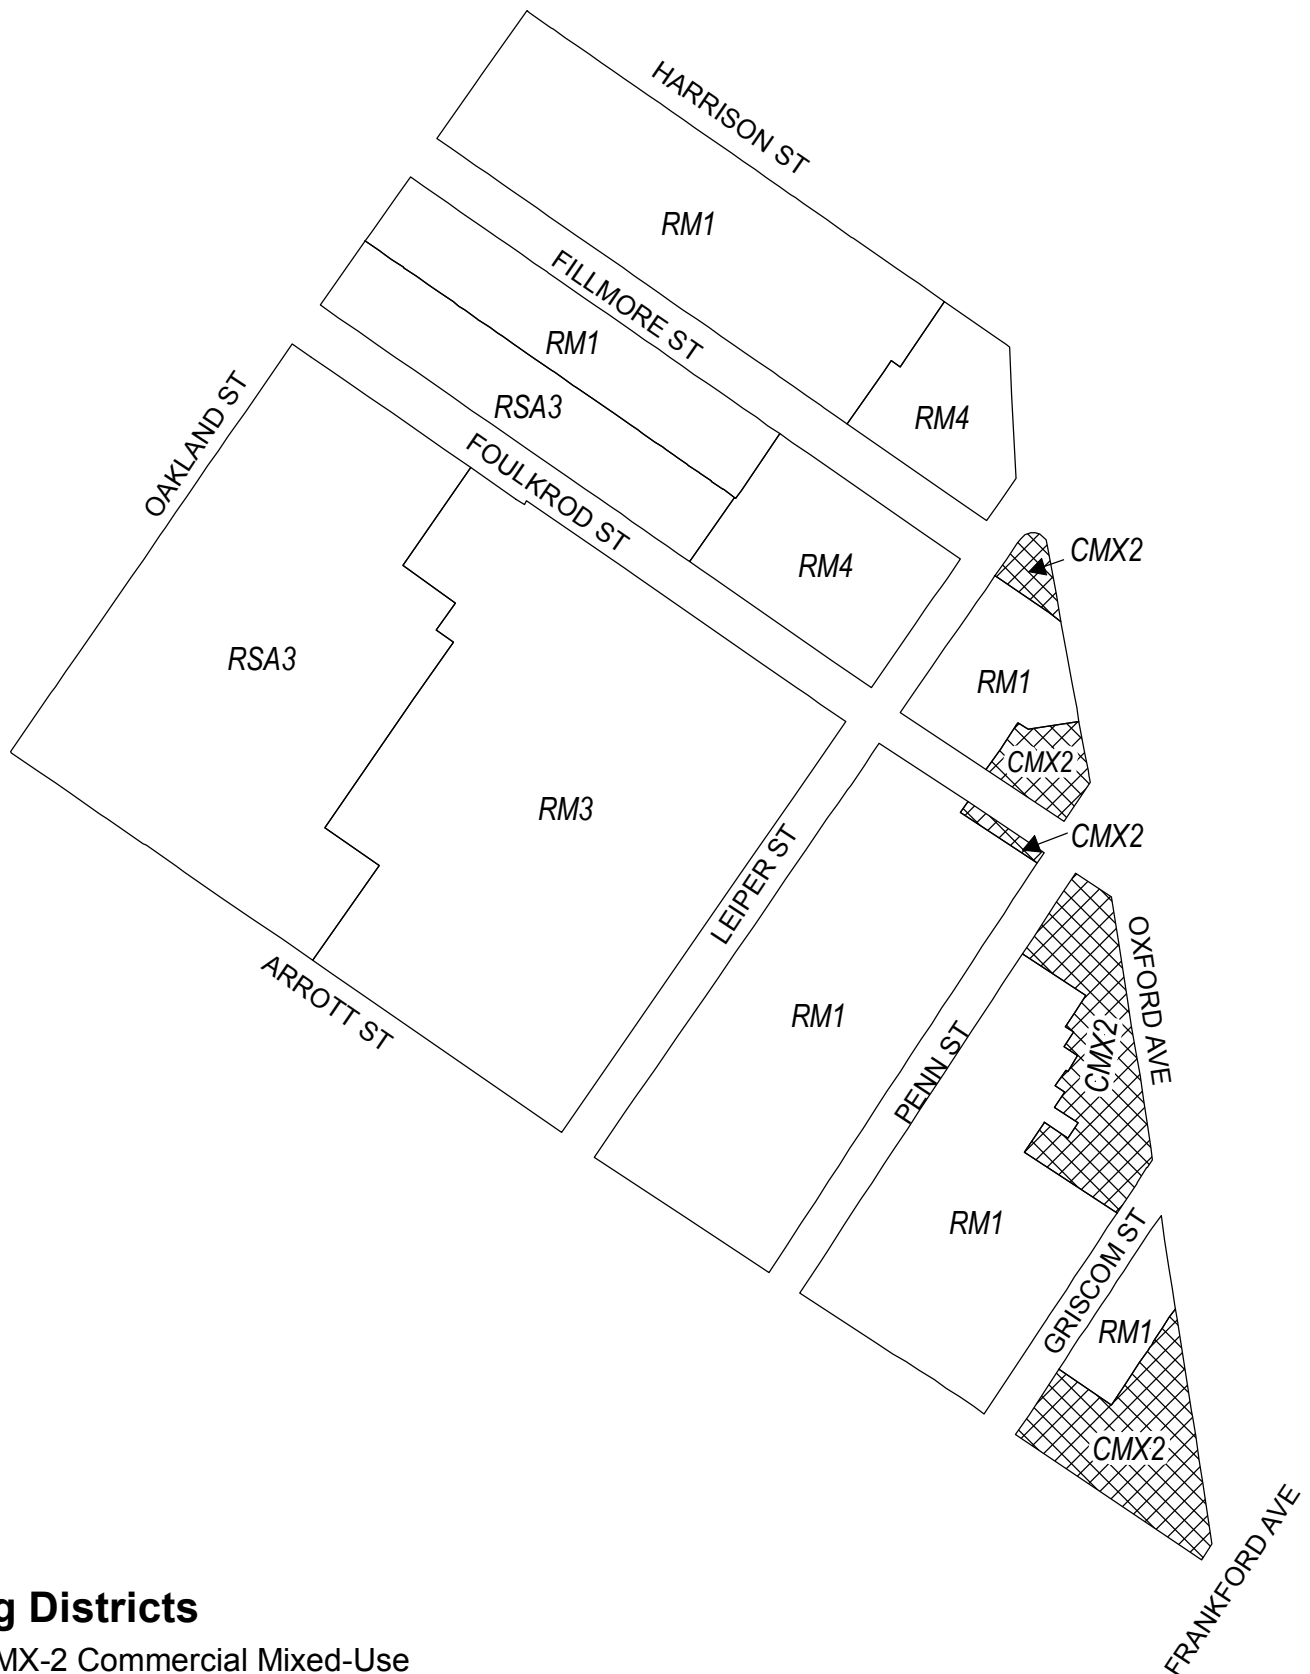 HARRISON ST
RM1
FILLMORE ST
RM1
RSA3
RM4
OAKLAND ST
FOULKROD ST
RM4
CMX2
RSA3
RM1
CMX2
RM3
CMX2
LEIPER ST
OXFORD AVE
ARROTT ST
RM1
CMX2
PENN ST
RM1
GRISCOM ST
RM1
CMX2
FRANKFORD AVE
g Districts
MX-2 Commercial Mixed-Use